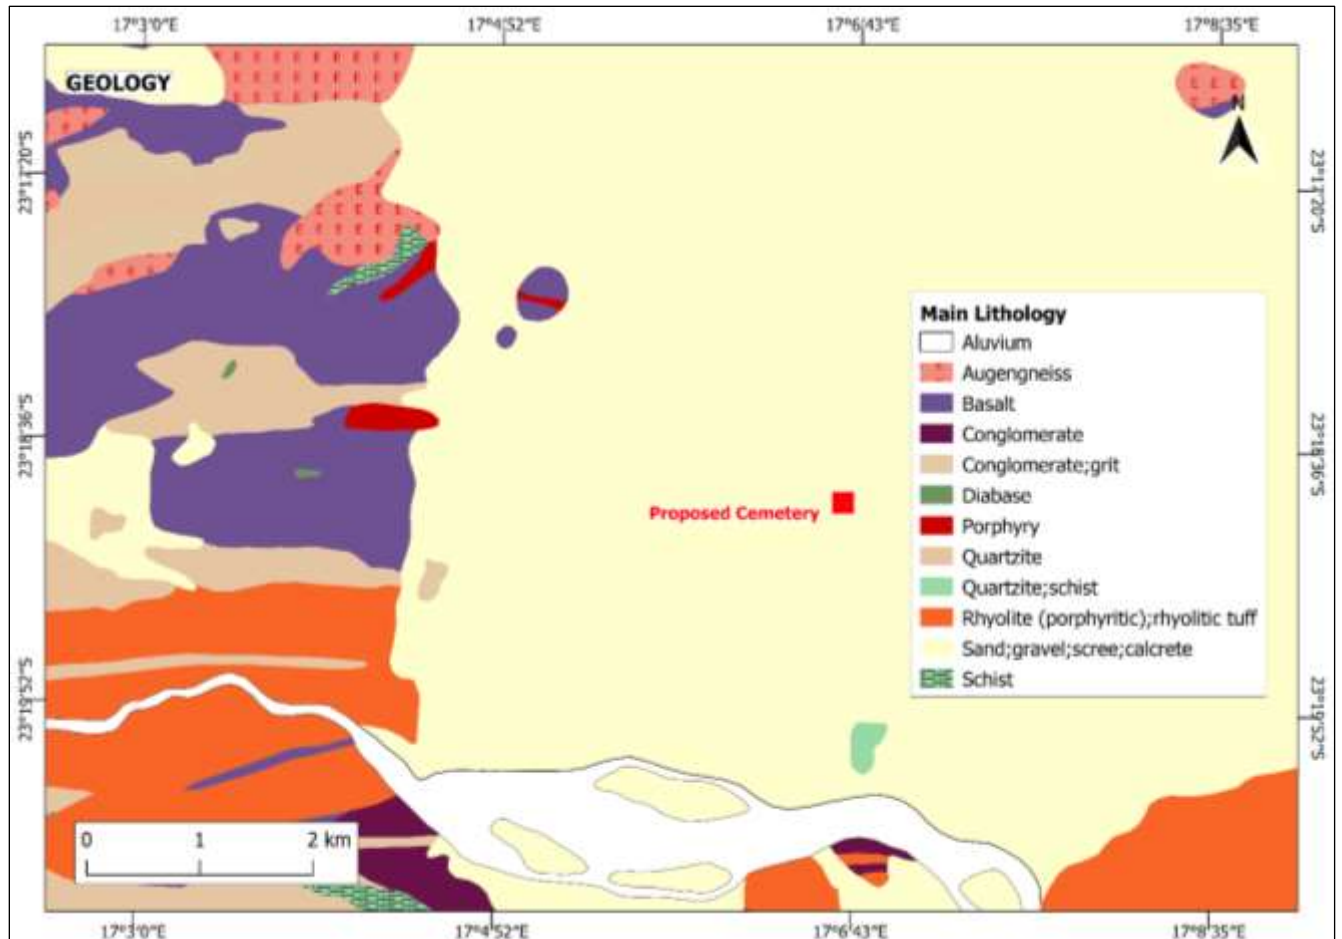 17°3'0"E 17°4'52"E 17°6'43"E 17°8'35"E
GEOLOGY
N
23°17'20"S
23°17'20"S
Main Lithology
Aluvium
Augengneiss
Basalt
Conglomerate
Conglomerate;grit
Diabase
Porphyry
Quartzite
Quartzite;schist
Rhyolite (porphyritic);rhyolitic tuff
Sand;gravel;scree;calcrete
Schist
23°18'36"S
23°18'36"S
Proposed Cemetery
23°19'52"S
23°19'52"S
0 1 2 km
17°3'0"E 17°4'52"E 17°6'43"E 17°8'35"E